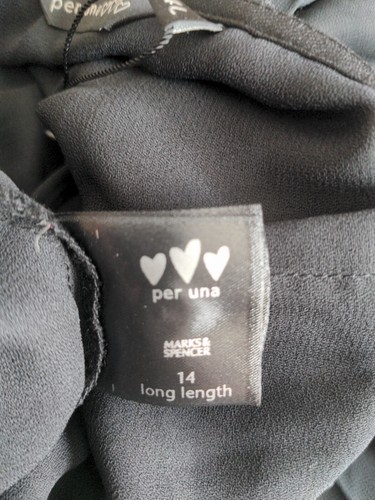 per una
MARKS&
SPENCER
14
long length